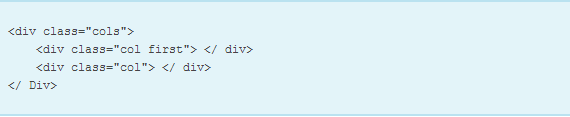 <div class="cols">
<div class="col first"> </ div>
<div class="col"> </ div>
</ Div>